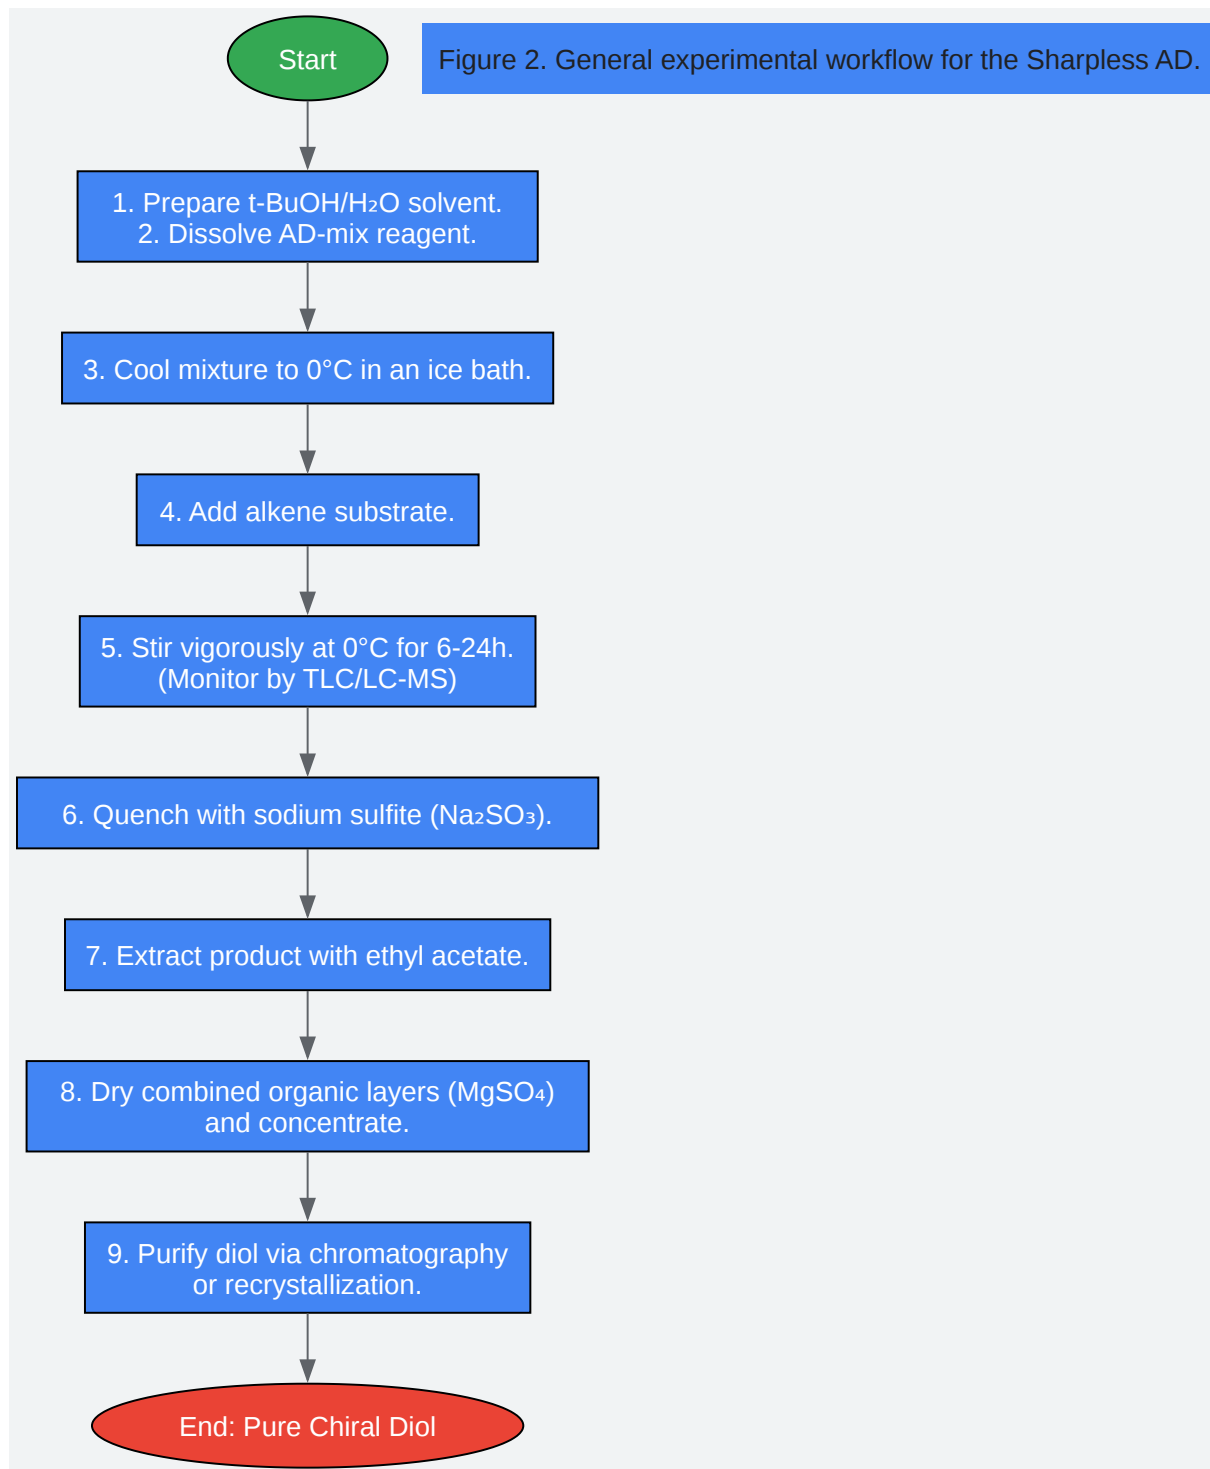 Start
Figure 2. General experimental workflow for the Sharpless AD.
1. Prepare t-BuOH/H₂O solvent.
2. Dissolve AD-mix reagent.
3. Cool mixture to 0°C in an ice bath.
4. Add alkene substrate.
5. Stir vigorously at 0°C for 6-24h.
(Monitor by TLC/LC-MS)
6. Quench with sodium sulfite (Na₂SO₃).
7. Extract product with ethyl acetate.
8. Dry combined organic layers (MgSO₄)
and concentrate.
9. Purify diol via chromatography
or recrystallization.
End: Pure Chiral Diol